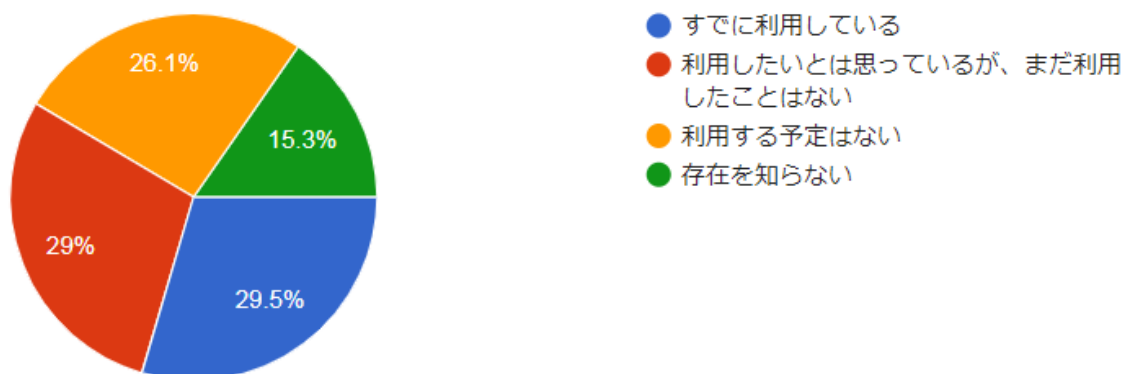 26.1%
15.3%
29%
29.5%
すでに利用している
利用したいとは思っているが、まだ利用
したことはない
利用する予定はない
存在を知らない